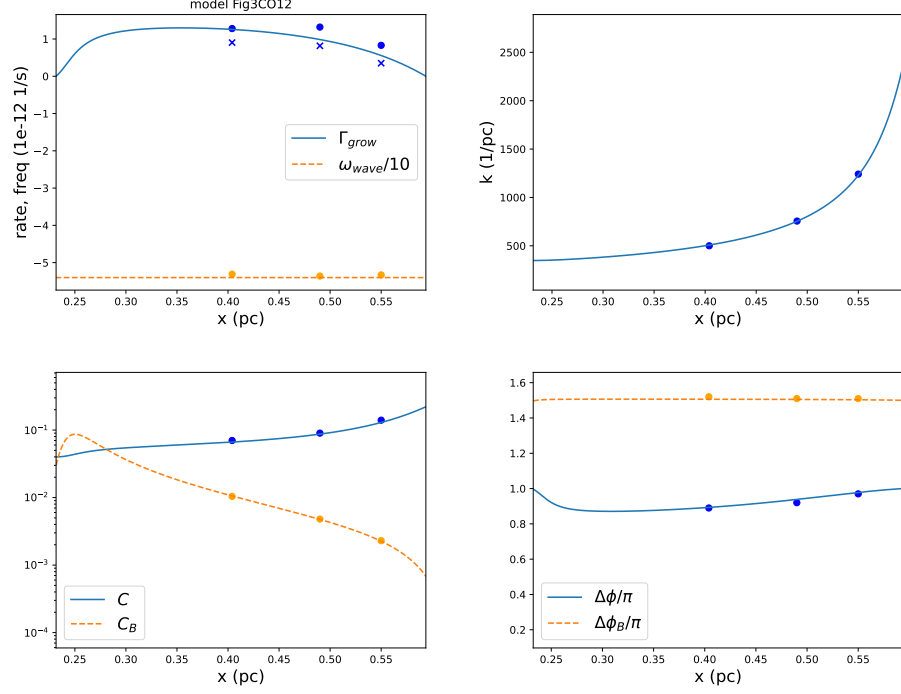 model Fig3CO12
rate, freq (1e-12 1/s)
1
0
−1
−2
−3
−4
−5
Γ_grow
ω_wave/10
0.25 0.30 0.35 0.40 0.45 0.50 0.55
x (pc)
k (1/pc)
2500
2000
1500
1000
500
0.25 0.30 0.35 0.40 0.45 0.50 0.55
x (pc)
10⁻¹
10⁻²
10⁻³
10⁻⁴
C
C_B
0.25 0.30 0.35 0.40 0.45 0.50 0.55
x (pc)
1.6
1.4
1.2
1.0
0.8
0.6
0.4
0.2
Δϕ/π
Δϕ_B/π
0.25 0.30 0.35 0.40 0.45 0.50 0.55
x (pc)